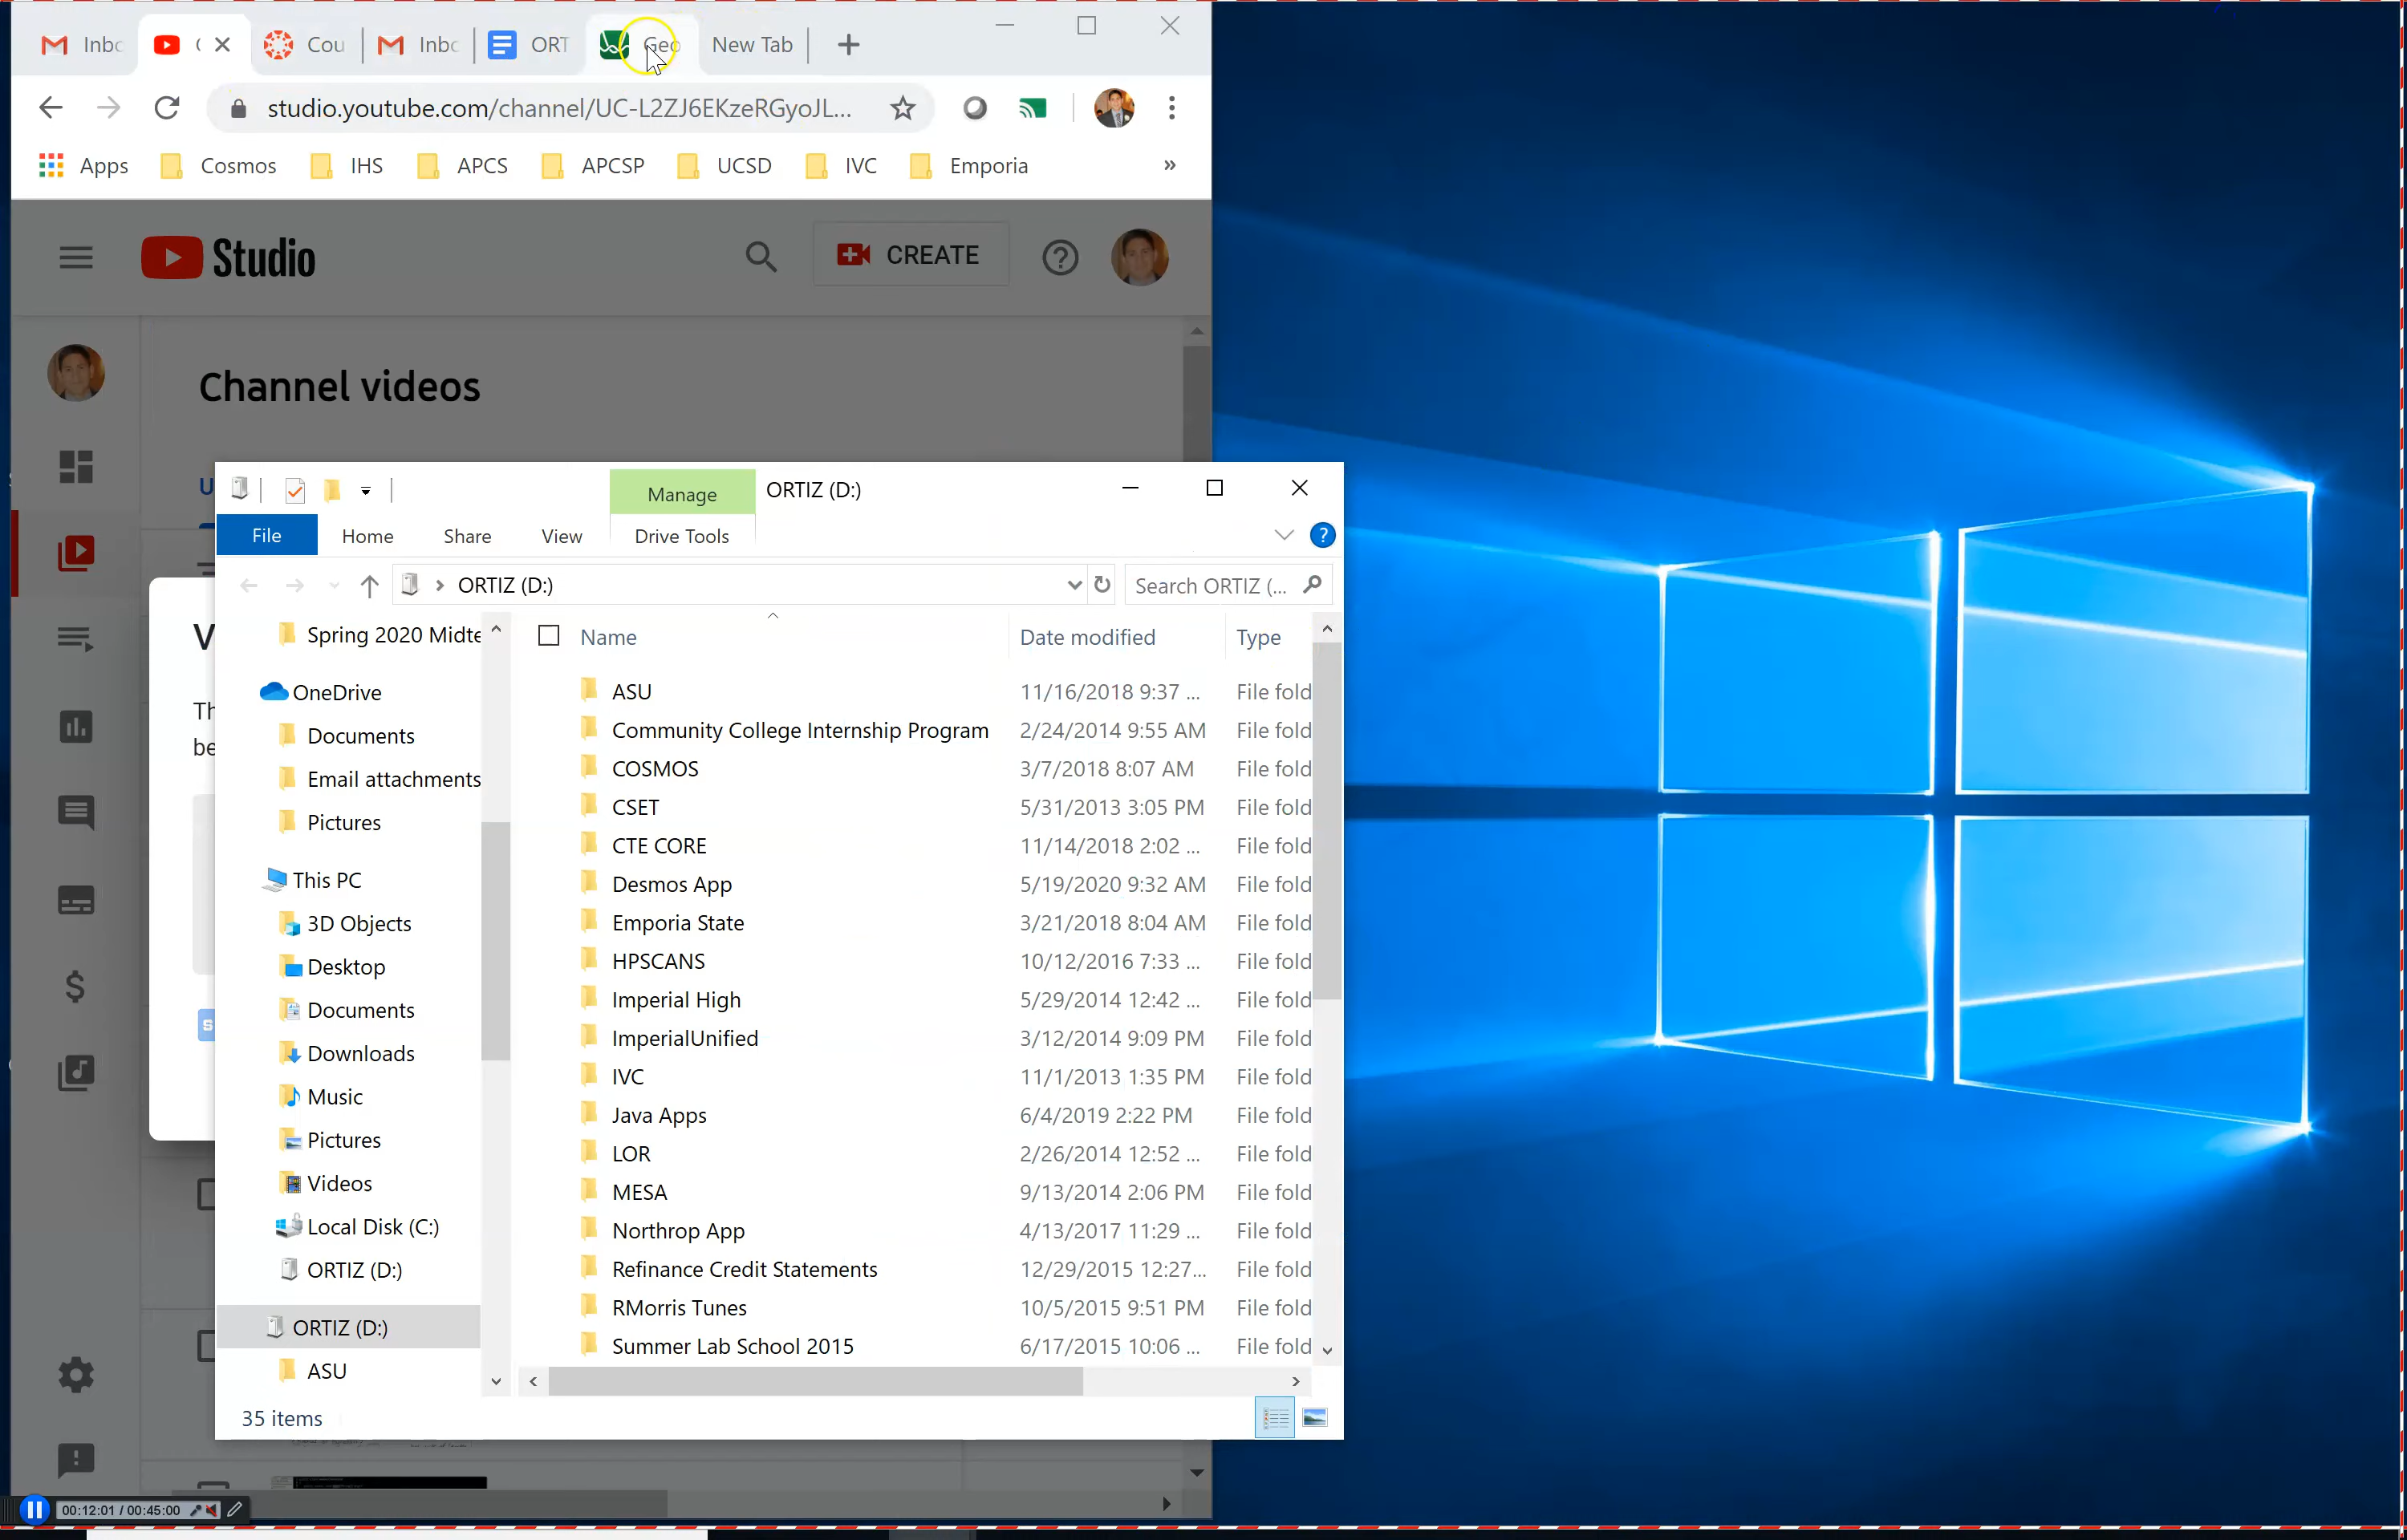 Inbc
Cou
Inbc
ORT
Geo
New Tab
studio.youtube.com/channel/UC-L2ZJ6EKzeRGyoJL...
Apps
Cosmos
IHS
APCS
APCSP
UCSD
IVC
Emporia
»
Studio
CREATE
Channel videos
U
Manage
ORTIZ (D:)
File
Home
Share
View
Drive Tools
ORTIZ (D:)
Search ORTIZ (...
V
Th
be
S
Spring 2020 Midte
OneDrive
Documents
Email attachments
Pictures
This PC
3D Objects
Desktop
Documents
Downloads
Music
Pictures
Videos
Local Disk (C:)
ORTIZ (D:)
ORTIZ (D:)
ASU
Name Date modified Type
ASU 11/16/2018 9:37 ... File fold
Community College Internship Program 2/24/2014 9:55 AM File fold
COSMOS 3/7/2018 8:07 AM File fold
CSET 5/31/2013 3:05 PM File fold
CTE CORE 11/14/2018 2:02 ... File fold
Desmos App 5/19/2020 9:32 AM File fold
Emporia State 3/21/2018 8:04 AM File fold
HPSCANS 10/12/2016 7:33 ... File fold
Imperial High 5/29/2014 12:42 ... File fold
ImperialUnified 3/12/2014 9:09 PM File fold
IVC 11/1/2013 1:35 PM File fold
Java Apps 6/4/2019 2:22 PM File fold
LOR 2/26/2014 12:52 ... File fold
MESA 9/13/2014 2:06 PM File fold
Northrop App 4/13/2017 11:29 ... File fold
Refinance Credit Statements 12/29/2015 12:27... File fold
RMorris Tunes 10/5/2015 9:51 PM File fold
Summer Lab School 2015 6/17/2015 10:06 ... File fold
35 items
00:12:01 / 00:45:00